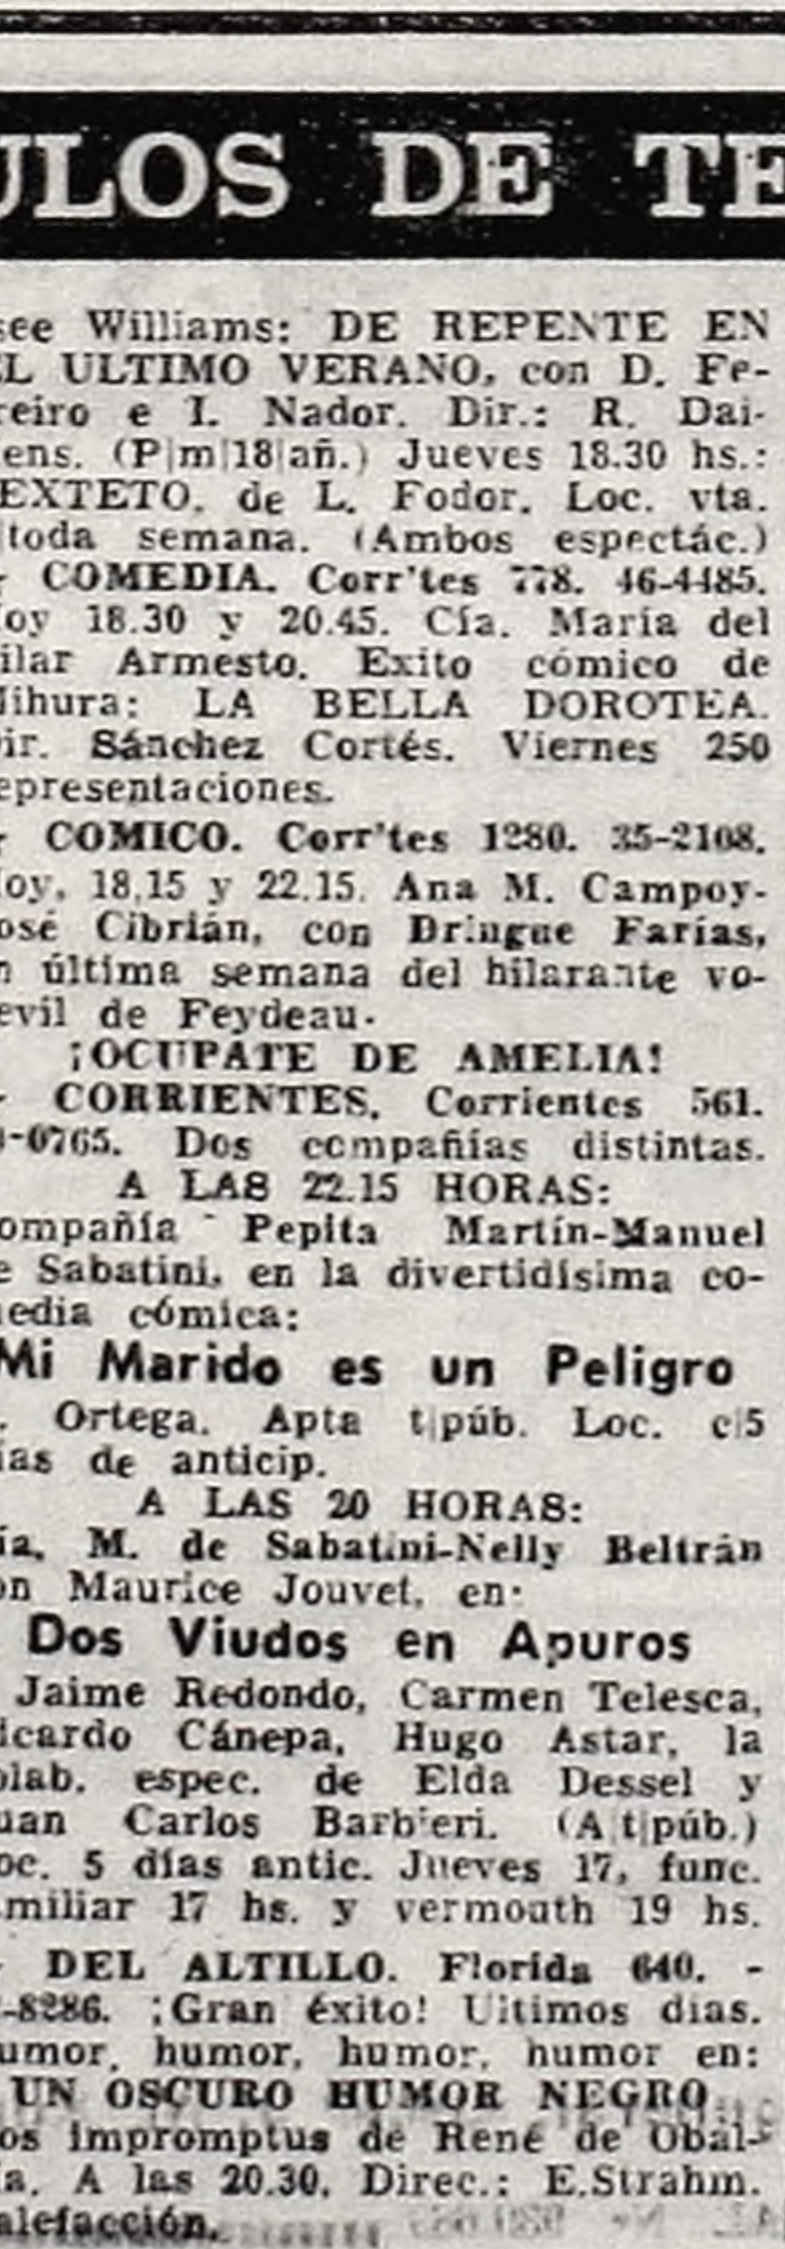 ULOS DE TE
see Williams: DE REPENTE EN
EL ULTIMO VERANO, con D. Fe-
reiro e I. Nador. Dir.: R. Dai-
ens. (P|m|18|añ.) Jueves 18.30 hs.:
EXTETO, de L. Fodor. Loc. vta.
|toda semana. (Ambos espectác.)
COMEDIA. Corr'tes 778. 46-4485.
oy 18.30 y 20.45. Cía. María del
ilar Armesto. Exito cómico de
Mihura: LA BELLA DOROTEA.
Dir. Sánchez Cortés. Viernes 250
epresentaciones.
COMICO. Corr'tes 1280. 35-2108.
oy, 18.15 y 22.15. Ana M. Campoy-
osé Cibrián, con Dringue Farías,
n última semana del hilarante vo-
evil de Feydeau.
¡OCUPATE DE AMELIA!
CORRIENTES. Corrientes 561.
-0765. Dos compañías distintas.
A LAS 22.15 HORAS:
ompañía - Pepita Martín-Manuel
e Sabatini, en la divertidísima co-
media cómica:
Mi Marido es un Peligro
. Ortega. Apta t|púb. Loc. c|5
ías de anticip.
A LAS 20 HORAS:
ía. M. de Sabatini-Nelly Beltrán
on Maurice Jouvet, en:
Dos Viudos en Apuros
Jaime Redondo, Carmen Telesca,
icardo Cánepa, Hugo Astar, la
olab. espec. de Elda Dessel y
uan Carlos Barbieri. (A|t|púb.)
oc. 5 días antic. Jueves 17, func.
amiliar 17 hs. y vermouth 19 hs.
DEL ALTILLO. Florida 640. -
-8286. ¡Gran éxito! Ultimos días.
umor, humor, humor, humor en:
UN OSCURO HUMOR NEGRO
os impromptus de René de Obal-
ía. A las 20.30. Direc.: E.Strahm.
alefacción.